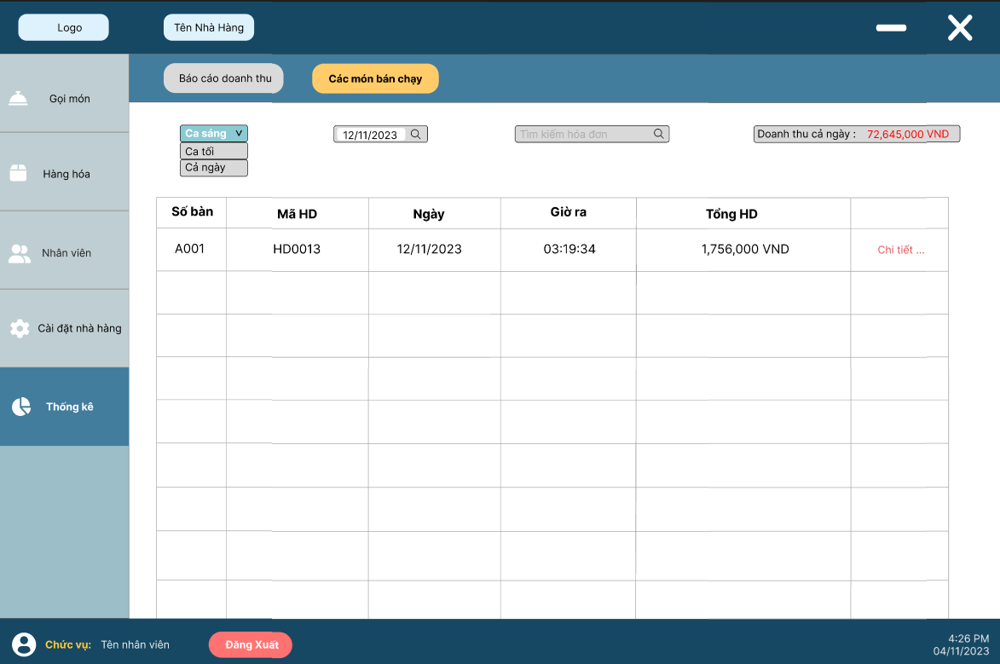 Logo
Tên Nhà Hàng
Báo cáo doanh thu
Các món bán chạy
Gọi món
Hàng hóa
Nhân viên
Cài đặt nhà hàng
Thống kê
Ca sáng v
Ca tối
Cả ngày
12/11/2023
Tìm kiếm hóa đơn
Doanh thu cả ngày : 72,645,000 VND
Số bàn Mã HD Ngày Giờ ra Tổng HD
A001 HD0013 12/11/2023 03:19:34 1,756,000 VND Chi tiết ...
Chức vụ: Tên nhân viên
Đăng Xuất
4:26 PM
04/11/2023